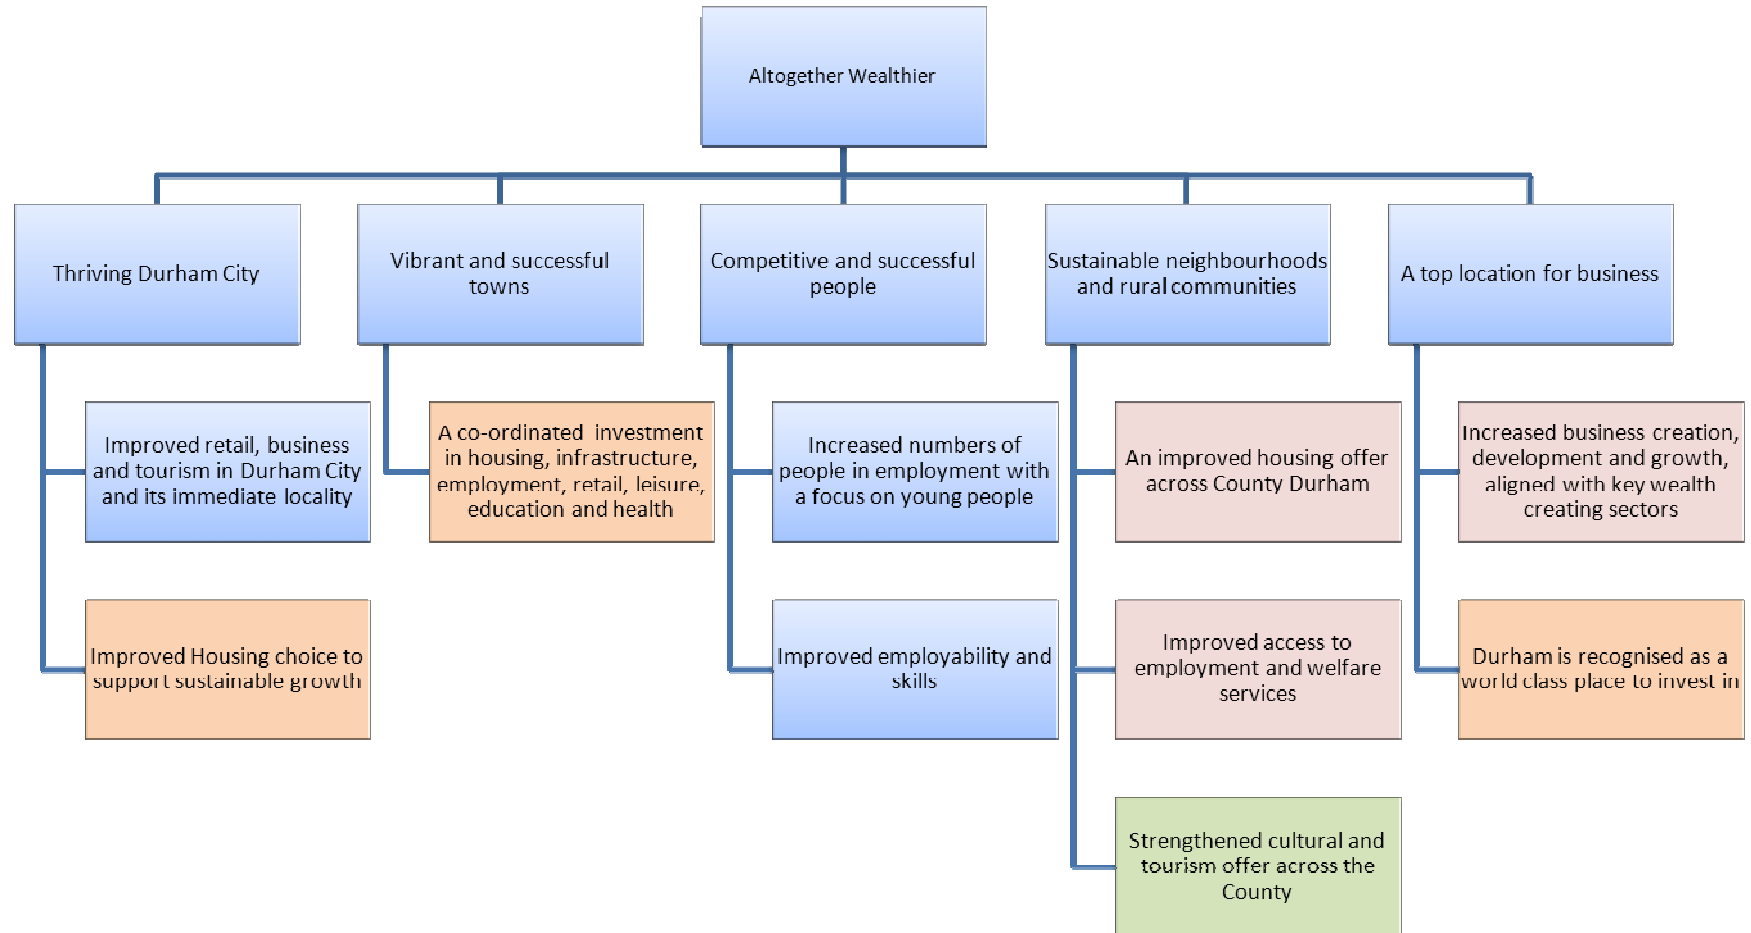 Altogether Wealthier
Thriving Durham City
Vibrant and successful
towns
Competitive and successful
people
Sustainable neighbourhoods
and rural communities
A top location for business
Improved retail, business
and tourism in Durham City
and its immediate locality
A co-ordinated investment
in housing, infrastructure,
employment, retail, leisure,
education and health
Increased numbers of
people in employment with
a focus on young people
An improved housing offer
across County Durham
Increased business creation,
development and growth,
aligned with key wealth
creating sectors
Improved Housing choice to
support sustainable growth
Improved employability and
skills
Improved access to
employment and welfare
services
Durham is recognised as a
world class place to invest in
Strengthened cultural and
tourism offer across the
County